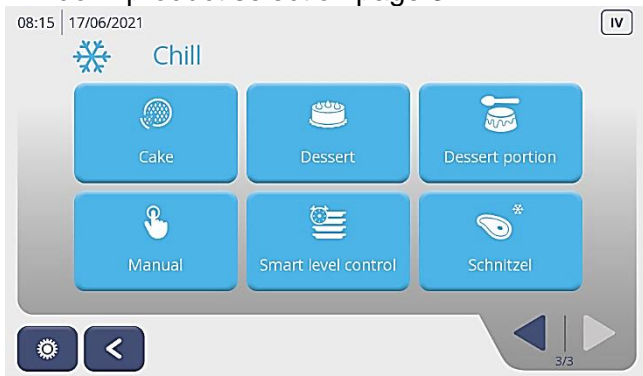 08:15 17/06/2021 IV
Chill
Cake Dessert Dessert portion
Manual Smart level control Schnitzel
3/3